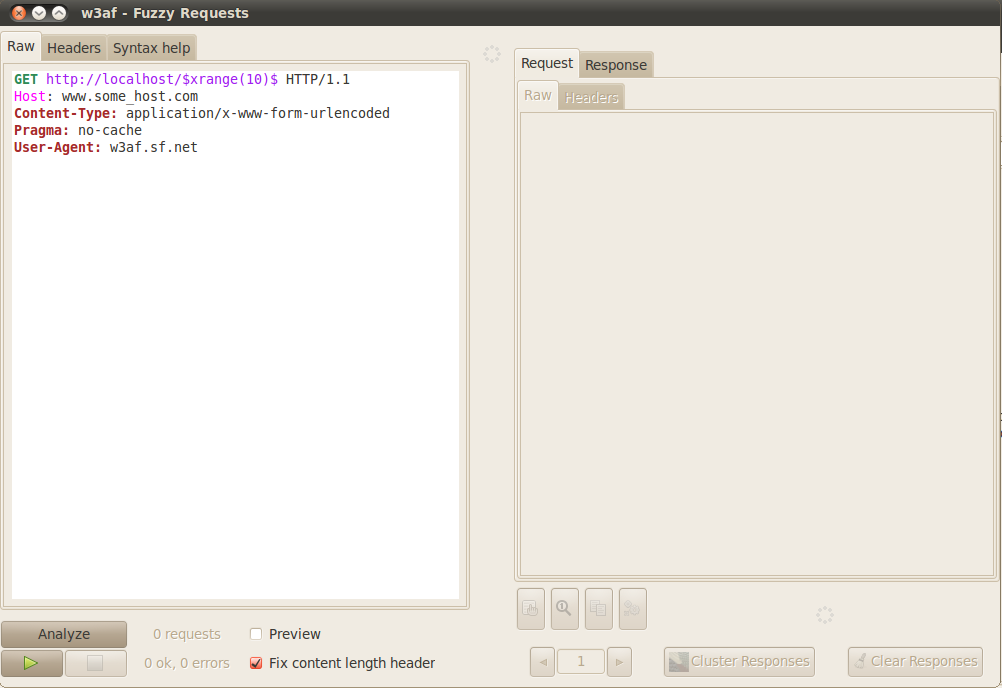 w3af - Fuzzy Requests
Raw Headers Syntax help
GET http://localhost/$xrange(10)$ HTTP/1.1
Host: www.some_host.com
Content-Type: application/x-www-form-urlencoded
Pragma: no-cache
User-Agent: w3af.sf.net
Analyze 0 requests Preview
0 ok, 0 errors Fix content length header
Request Response
Raw Headers
1 Cluster Responses Clear Responses